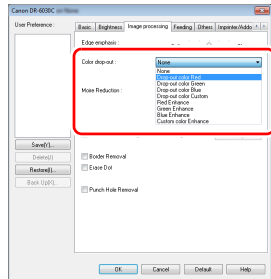 Canon DR-6030C on
User Preference :
Basic Brightness Image processing Feeding Others Imprinter/Addo
Edge emphasis :
Color drop-out : None
None
Drop-out color Red
Drop-out color Green
Drop-out color Blue
Drop-out color Custom
Red Enhance
Green Enhance
Blue Enhance
Custom color Enhance
Moire Reduction :
Save(Y)...
Delete(J)
Restore(I)...
Back Up(K)...
Border Removal
Erase Dot
Punch Hole Removal
OK Cancel Default Help